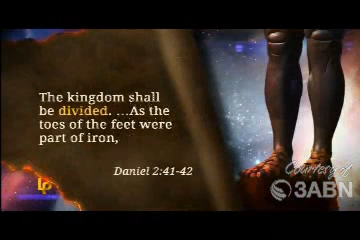 The kingdom shall
be divided. ...As the
toes of the feet were
part of iron,
Daniel 2:41-42
Courtesy of
3ABN
LP